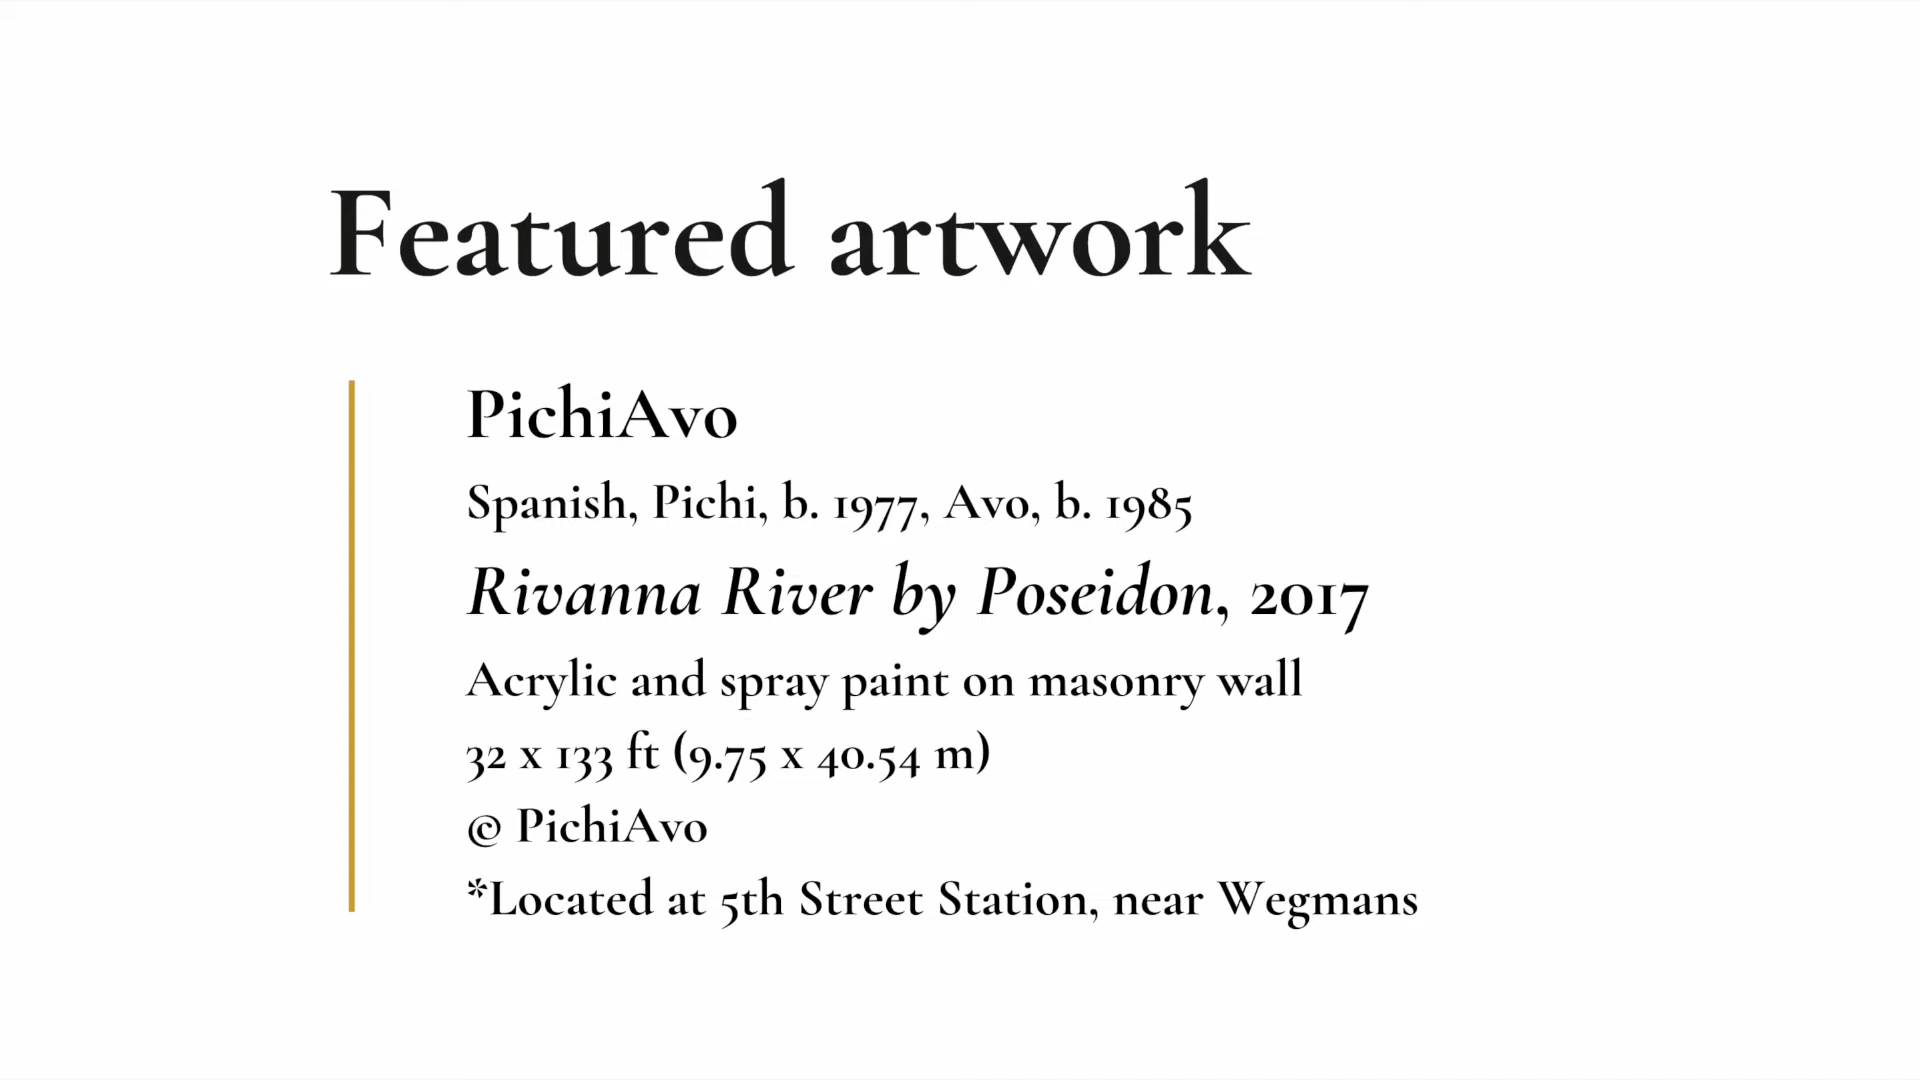 Featured artwork
PichiAvo
Spanish, Pichi, b. 1977, Avo, b. 1985
Rivanna River by Poseidon, 2017
Acrylic and spray paint on masonry wall
32 x 133 ft (9.75 x 40.54 m)
© PichiAvo
*Located at 5th Street Station, near Wegmans